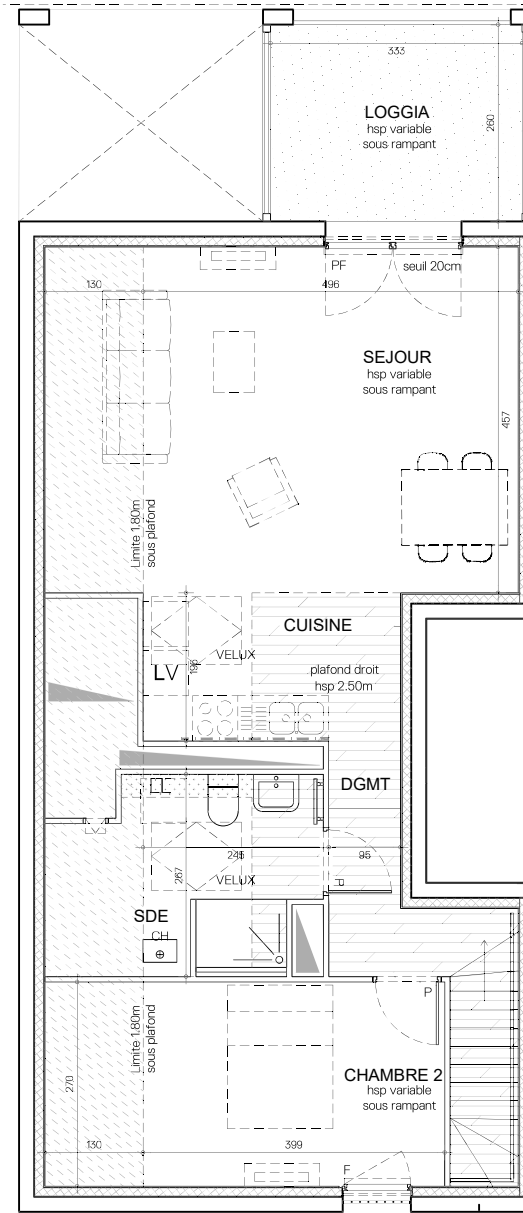 333
LOGGIA
hsp variable
sous rampant
260
PF
seuil 20cm
130
496
SEJOUR
hsp variable
sous rampant
457
Limite 1.80m
sous plafond
CUISINE
VELUX
LV
195
plafond droit
hsp 2.50m
DGMT
245
95
267
VELUX
P
SDE
CH
P
Limite 1.80m
sous plafond
270
CHAMBRE 2
hsp variable
sous rampant
130
399
F